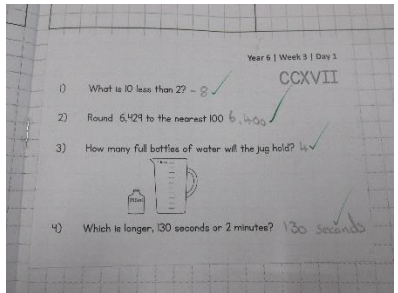 Year 6 | Week 3 | Day 1
CCXVII
1) What is 10 less than 2? -8
2) Round 6,429 to the nearest 100 6,400
3) How many full bottles of water will the jug hold? 4
4) Which is longer, 130 seconds or 2 minutes? 130 seconds